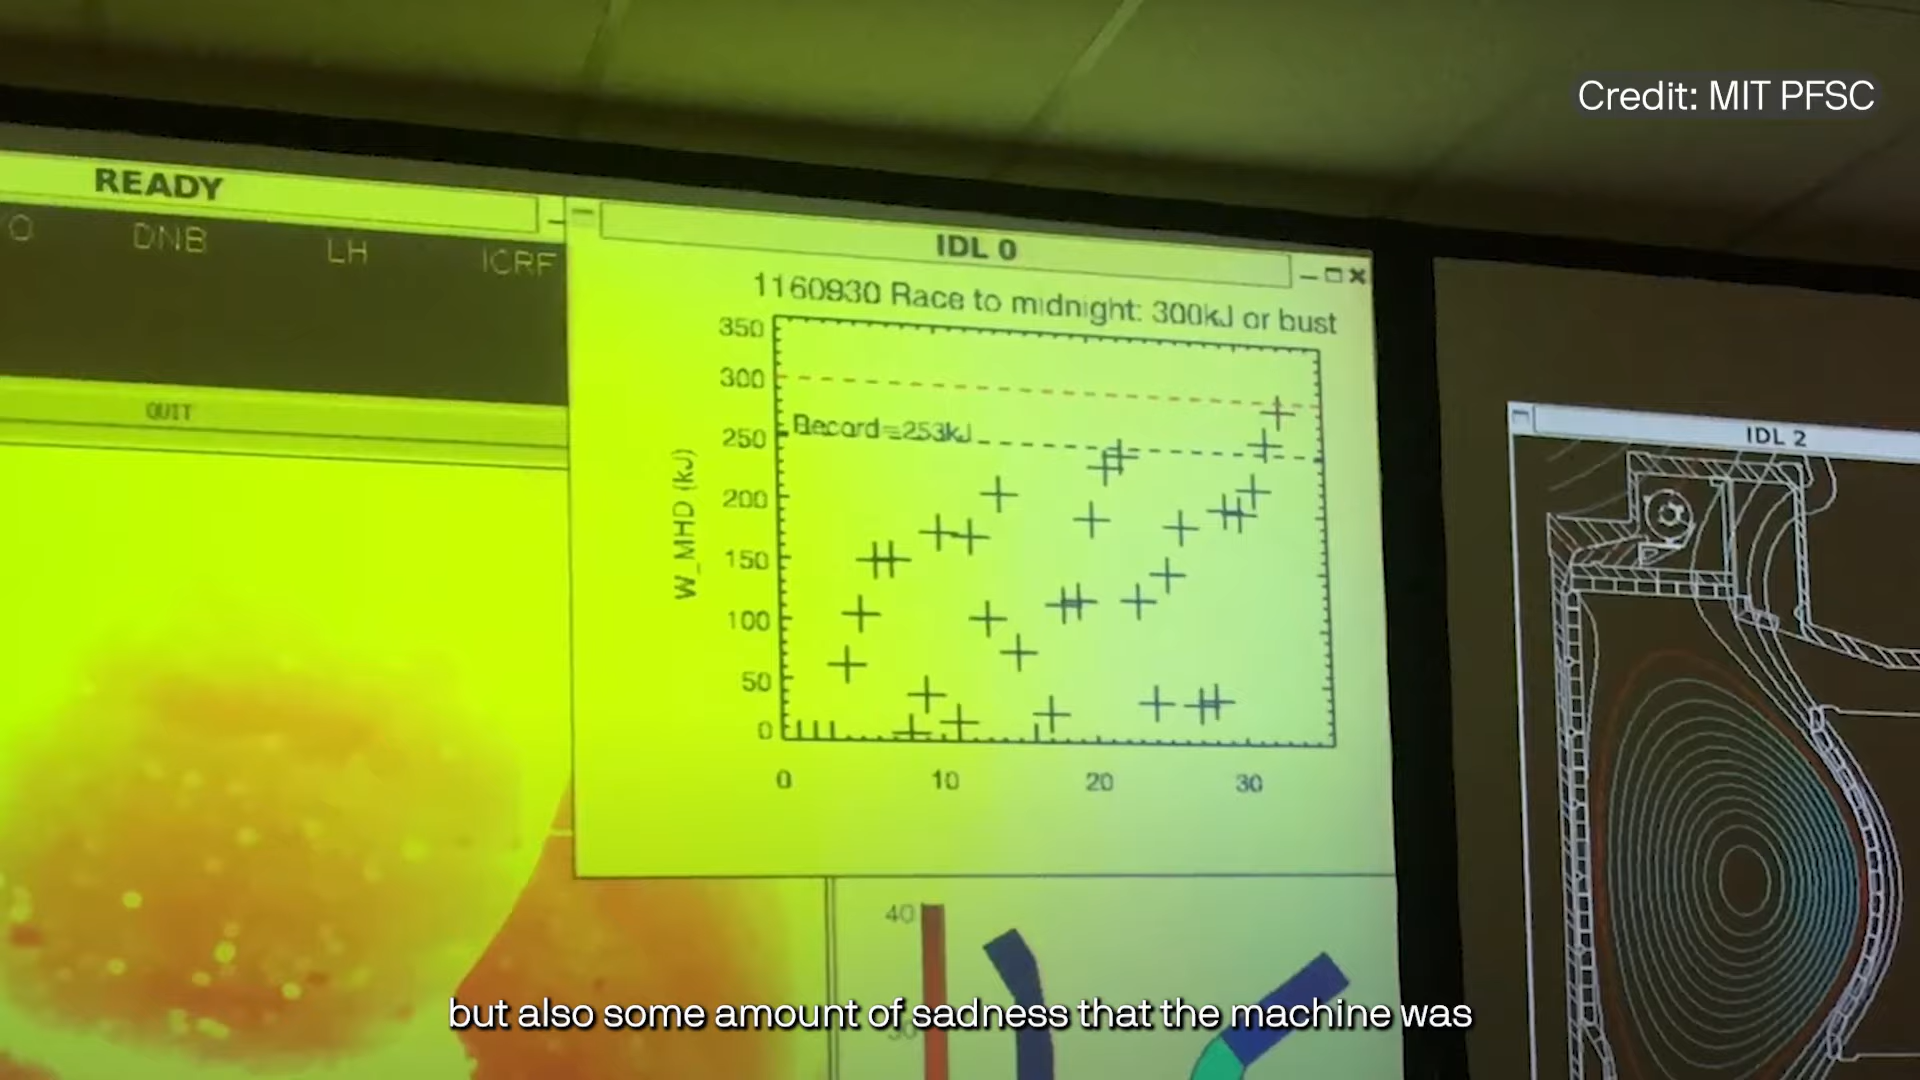 Credit: MIT PFSC
READY
O DNB LH ICRF
QUIT
IDL 0
1160930 Race to midnight: 300kJ or bust
350
300
Record=253kJ
250
200
150
100
50
0
W_MHD (kJ)
0 10 20 30
IDL 2
40
but also some amount of sadness that the machine was